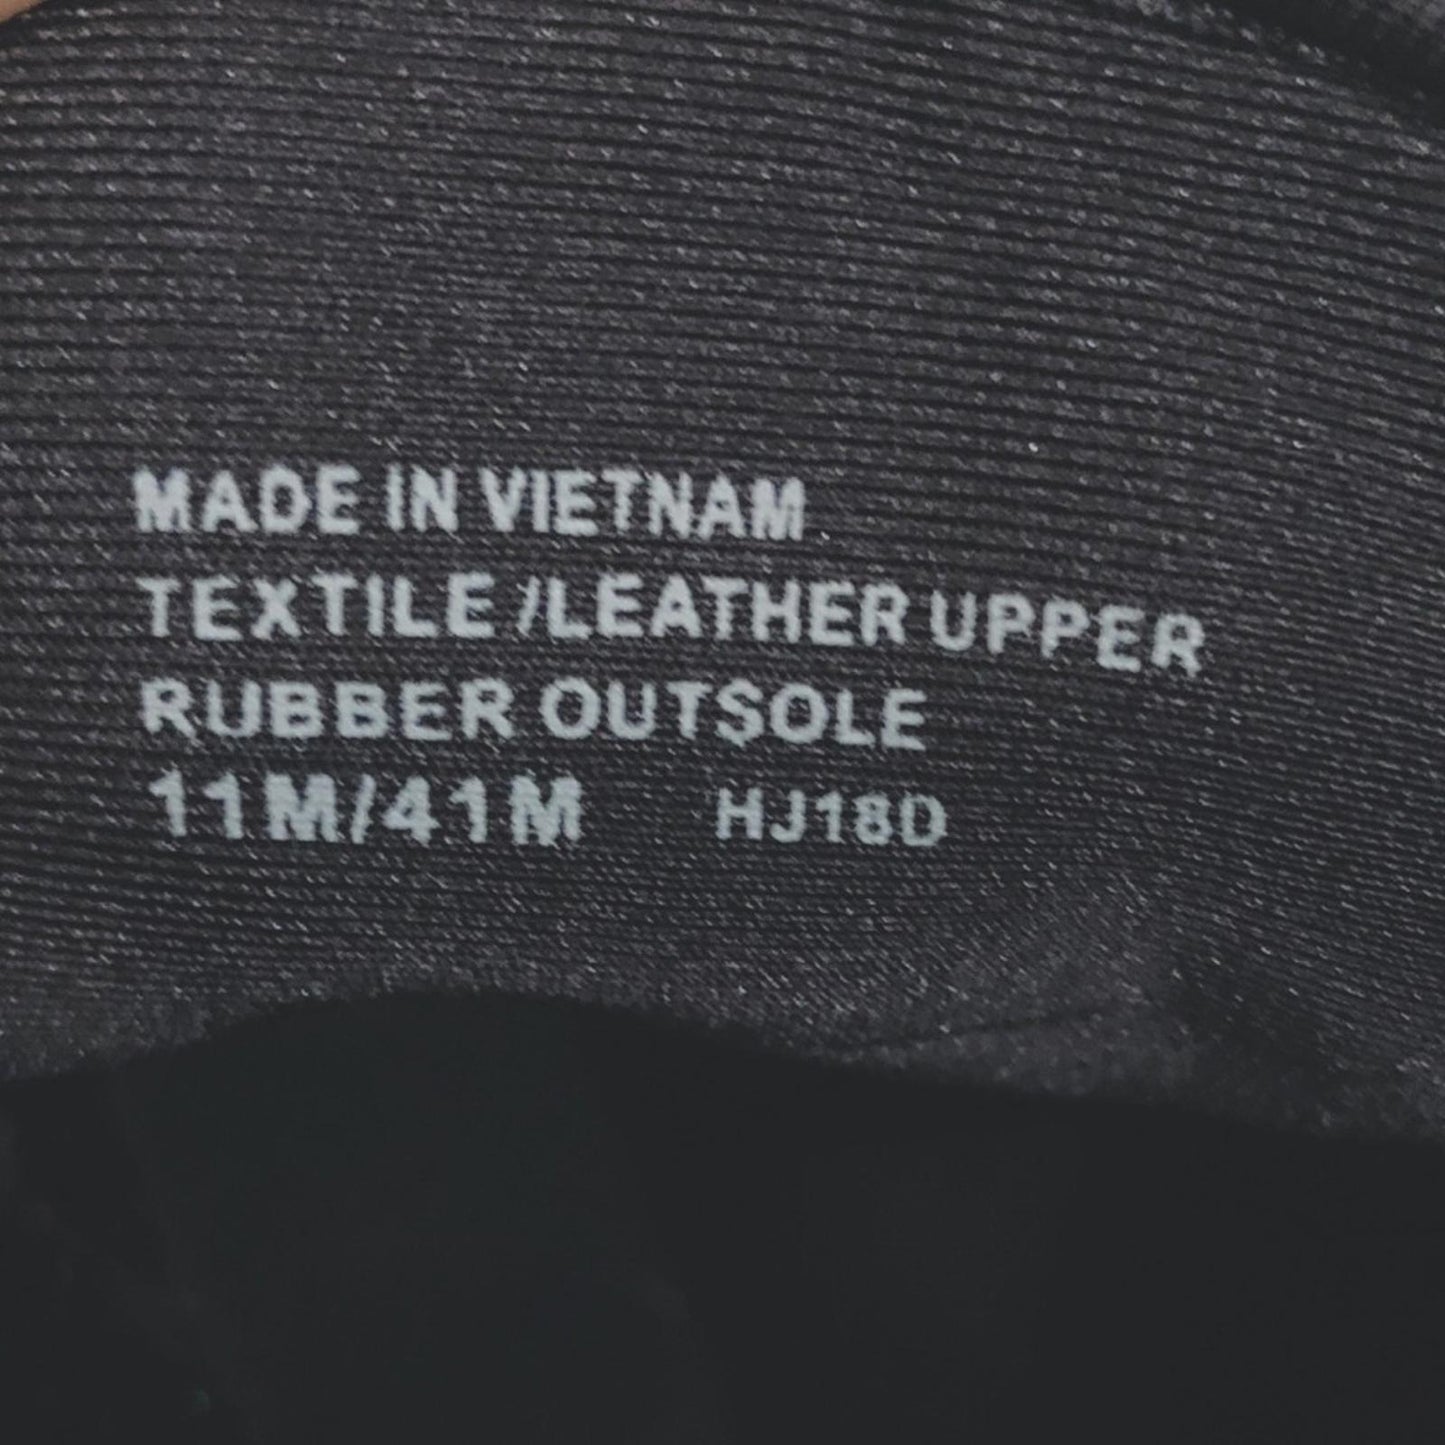 MADE IN VIETNAM
TEXTILE /LEATHER UPPER
RUBBER OUTSOLE
11M/41M HJ18D